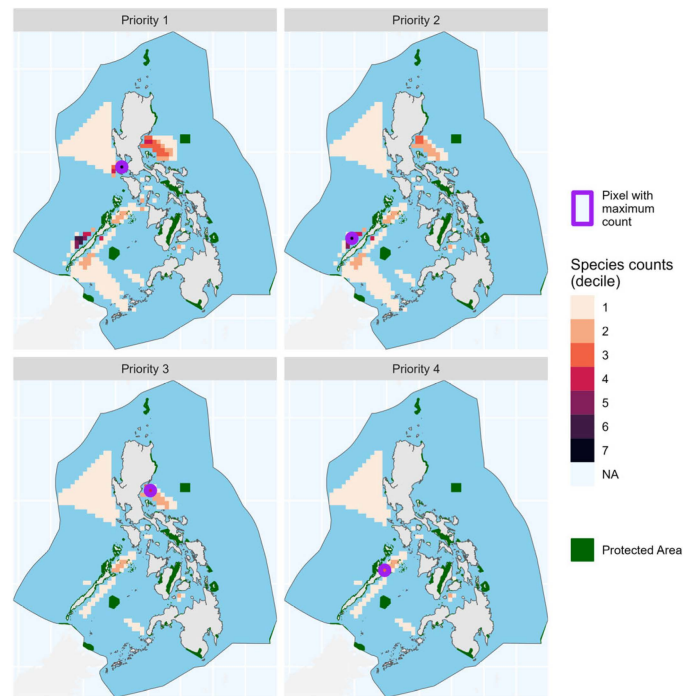 Priority 1
Priority 2
Pixel with
maximum
count
Species counts
(decile)
1
2
3
4
5
6
7
NA
Priority 3
Priority 4
Protected Area